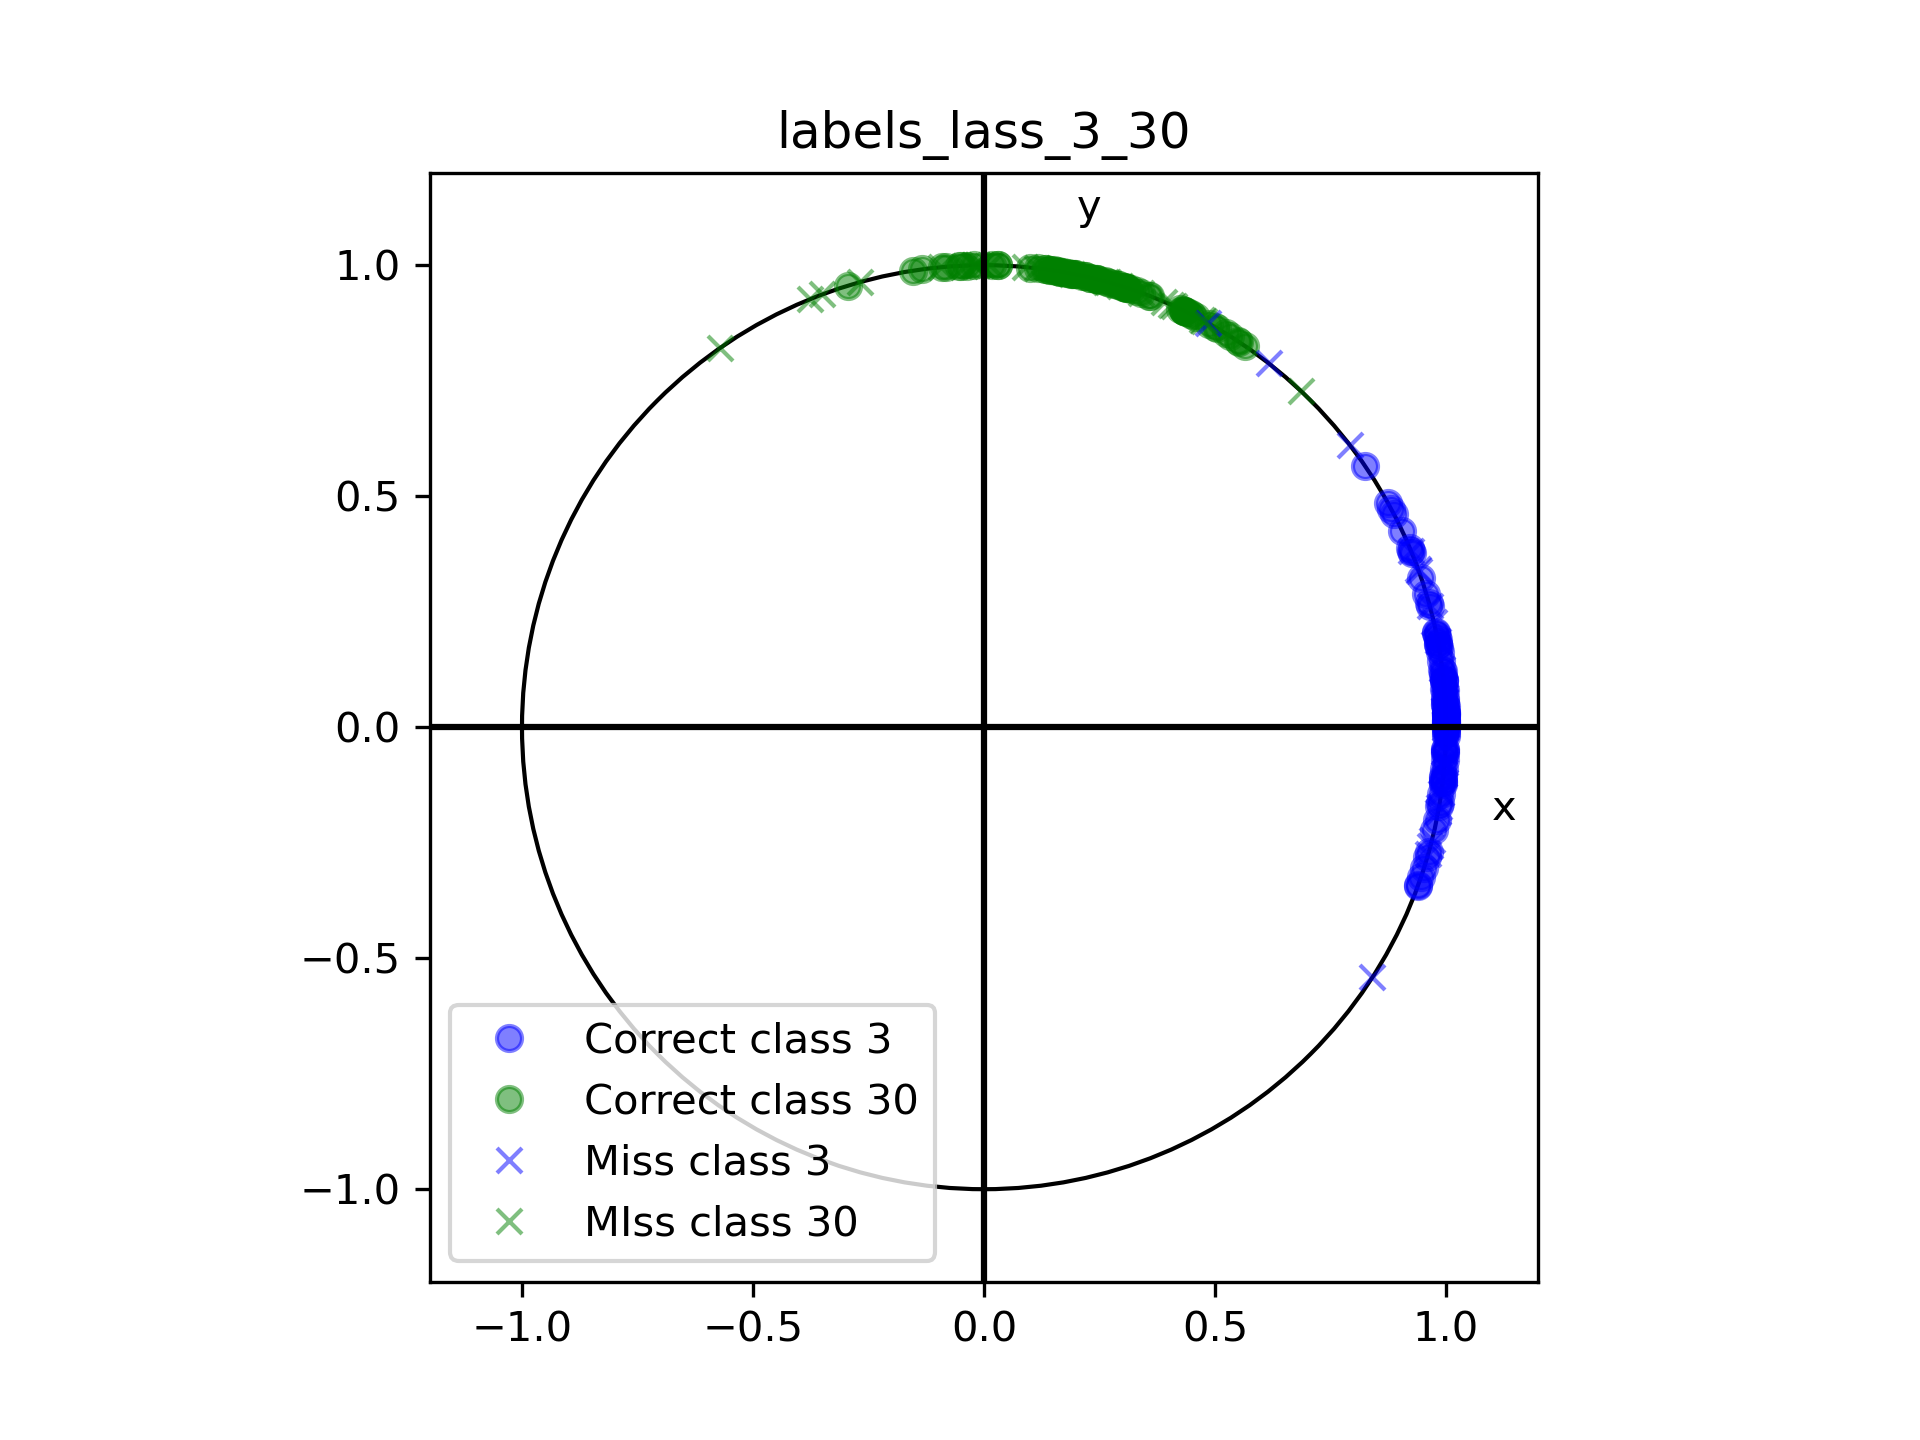 labels_lass_3_30
y
1.0
0.5
0.0
x
−0.5
−1.0
Correct class 3
Correct class 30
Miss class 3
MIss class 30
−1.0 −0.5 0.0 0.5 1.0